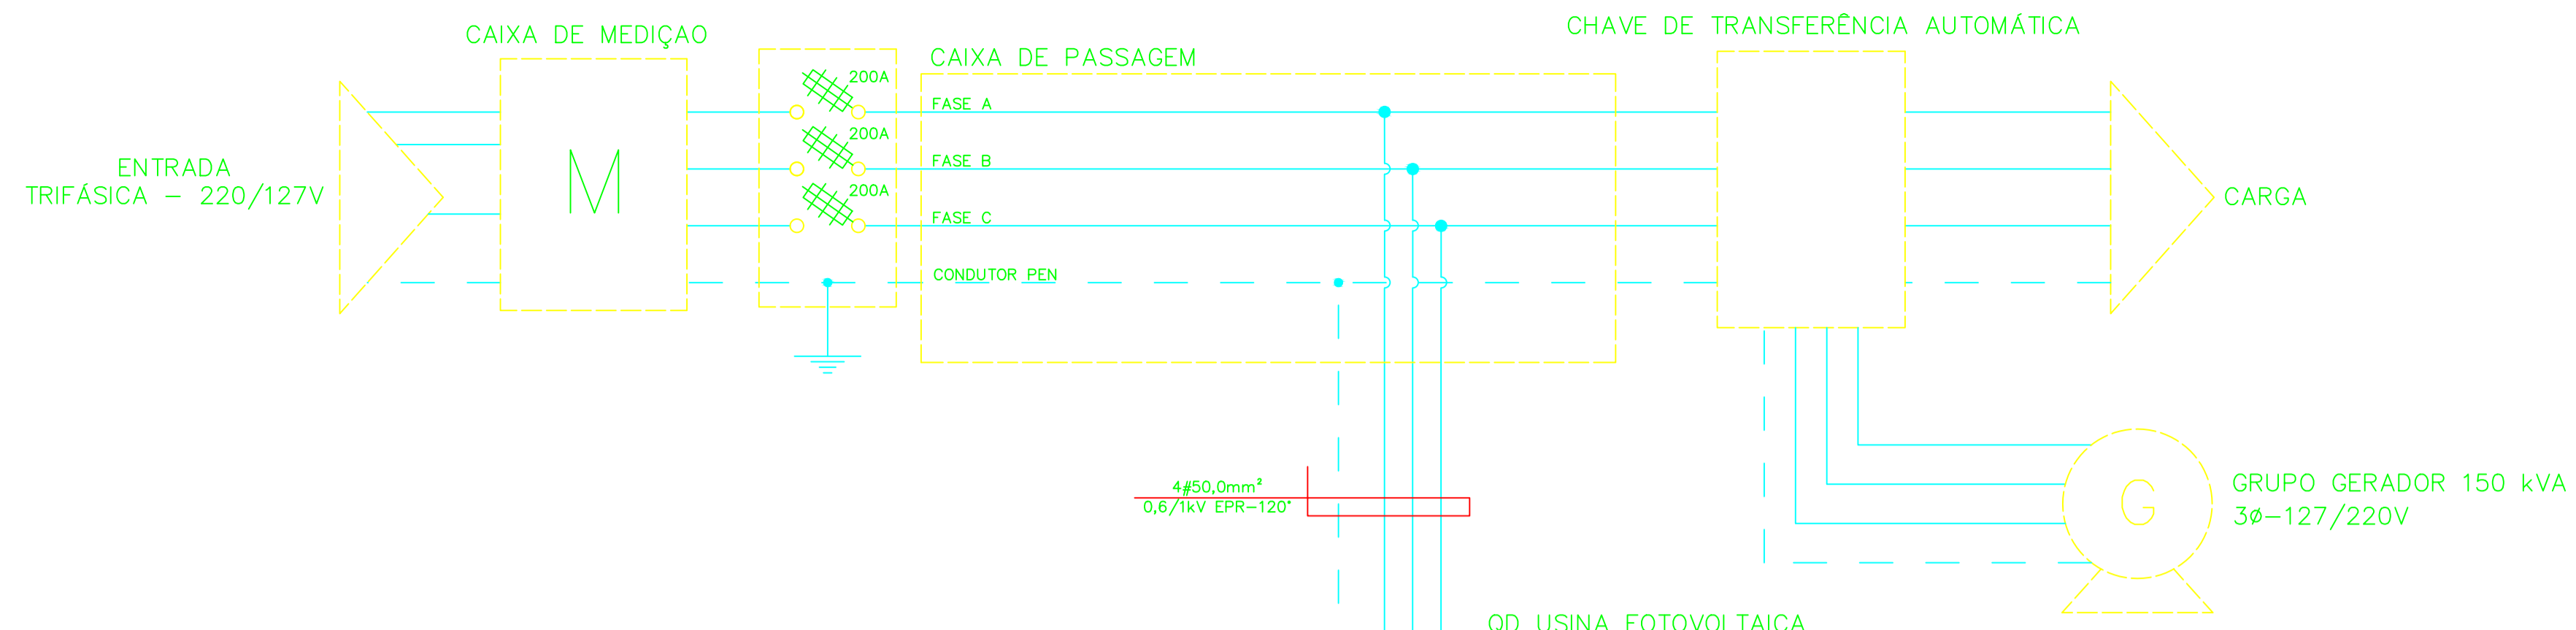 CHAVE DE TRANSFERÊNCIA AUTOMÁTICA
CAIXA DE MEDIÇAO
CAIXA DE PASSAGEM
200A
FASE A
200A
FASE B
200A
FASE C
M
ENTRADA
TRIFÁSICA - 220/127V
CARGA
CONDUTOR PEN
4#50,0mm²
0,6/1kV EPR-120°
G
GRUPO GERADOR 150 kVA
3ø-127/220V
QD USINA FOTOVOLTAICA